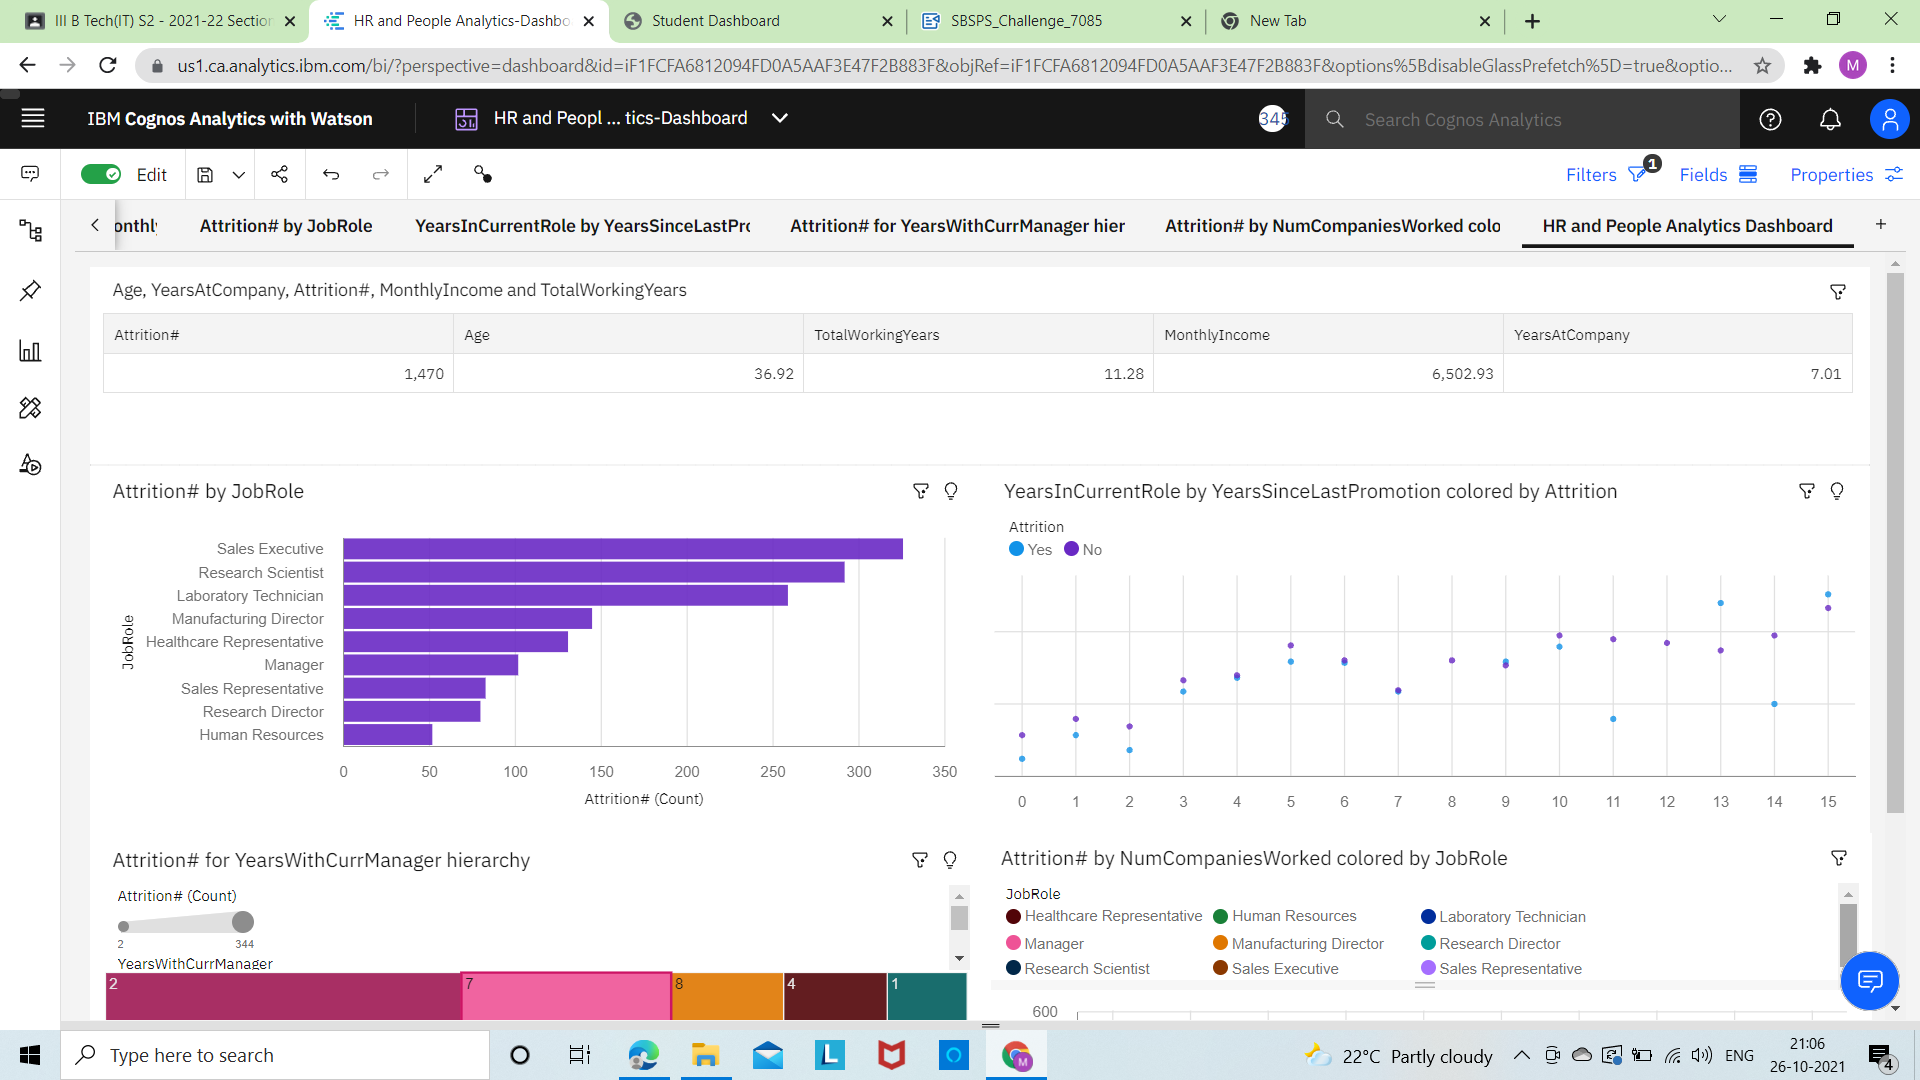 III B Tech(IT) S2 - 2021-22 Section
HR and People Analytics-Dashbo
Student Dashboard
SBSPS_Challenge_7085
New Tab
us1.ca.analytics.ibm.com/bi/?perspective=dashboard&id=iF1FCFA6812094FD0A5AAF3E47F2B883F&objRef=iF1FCFA6812094FD0A5AAF3E47F2B883F&options%5BdisableGlassPrefetch%5D=true&optio...
M
IBM Cognos Analytics with Watson
HR and Peopl ... tics-Dashboard
345
Search Cognos Analytics
Edit
Filters 1
Fields
Properties
onthly
Attrition# by JobRole
YearsInCurrentRole by YearsSinceLastPro
Attrition# for YearsWithCurrManager hier
Attrition# by NumCompaniesWorked colo
HR and People Analytics Dashboard
Age, YearsAtCompany, Attrition#, MonthlyIncome and TotalWorkingYears
Attrition# Age TotalWorkingYears MonthlyIncome YearsAtCompany
1,470 36.92 11.28 6,502.93 7.01
Attrition# by JobRole
JobRole
Sales Executive
Research Scientist
Laboratory Technician
Manufacturing Director
Healthcare Representative
Manager
Sales Representative
Research Director
Human Resources
0 50 100 150 200 250 300 350
Attrition# (Count)
YearsInCurrentRole by YearsSinceLastPromotion colored by Attrition
Attrition
Yes No
0 1 2 3 4 5 6 7 8 9 10 11 12 13 14 15
Attrition# for YearsWithCurrManager hierarchy
Attrition# (Count)
2 344
YearsWithCurrManager
2 7 8 4 1
Attrition# by NumCompaniesWorked colored by JobRole
JobRole
Healthcare Representative Human Resources Laboratory Technician
Manager Manufacturing Director Research Director
Research Scientist Sales Executive Sales Representative
600
Type here to search
L
M
22°C Partly cloudy
ENG
21:06
26-10-2021
4